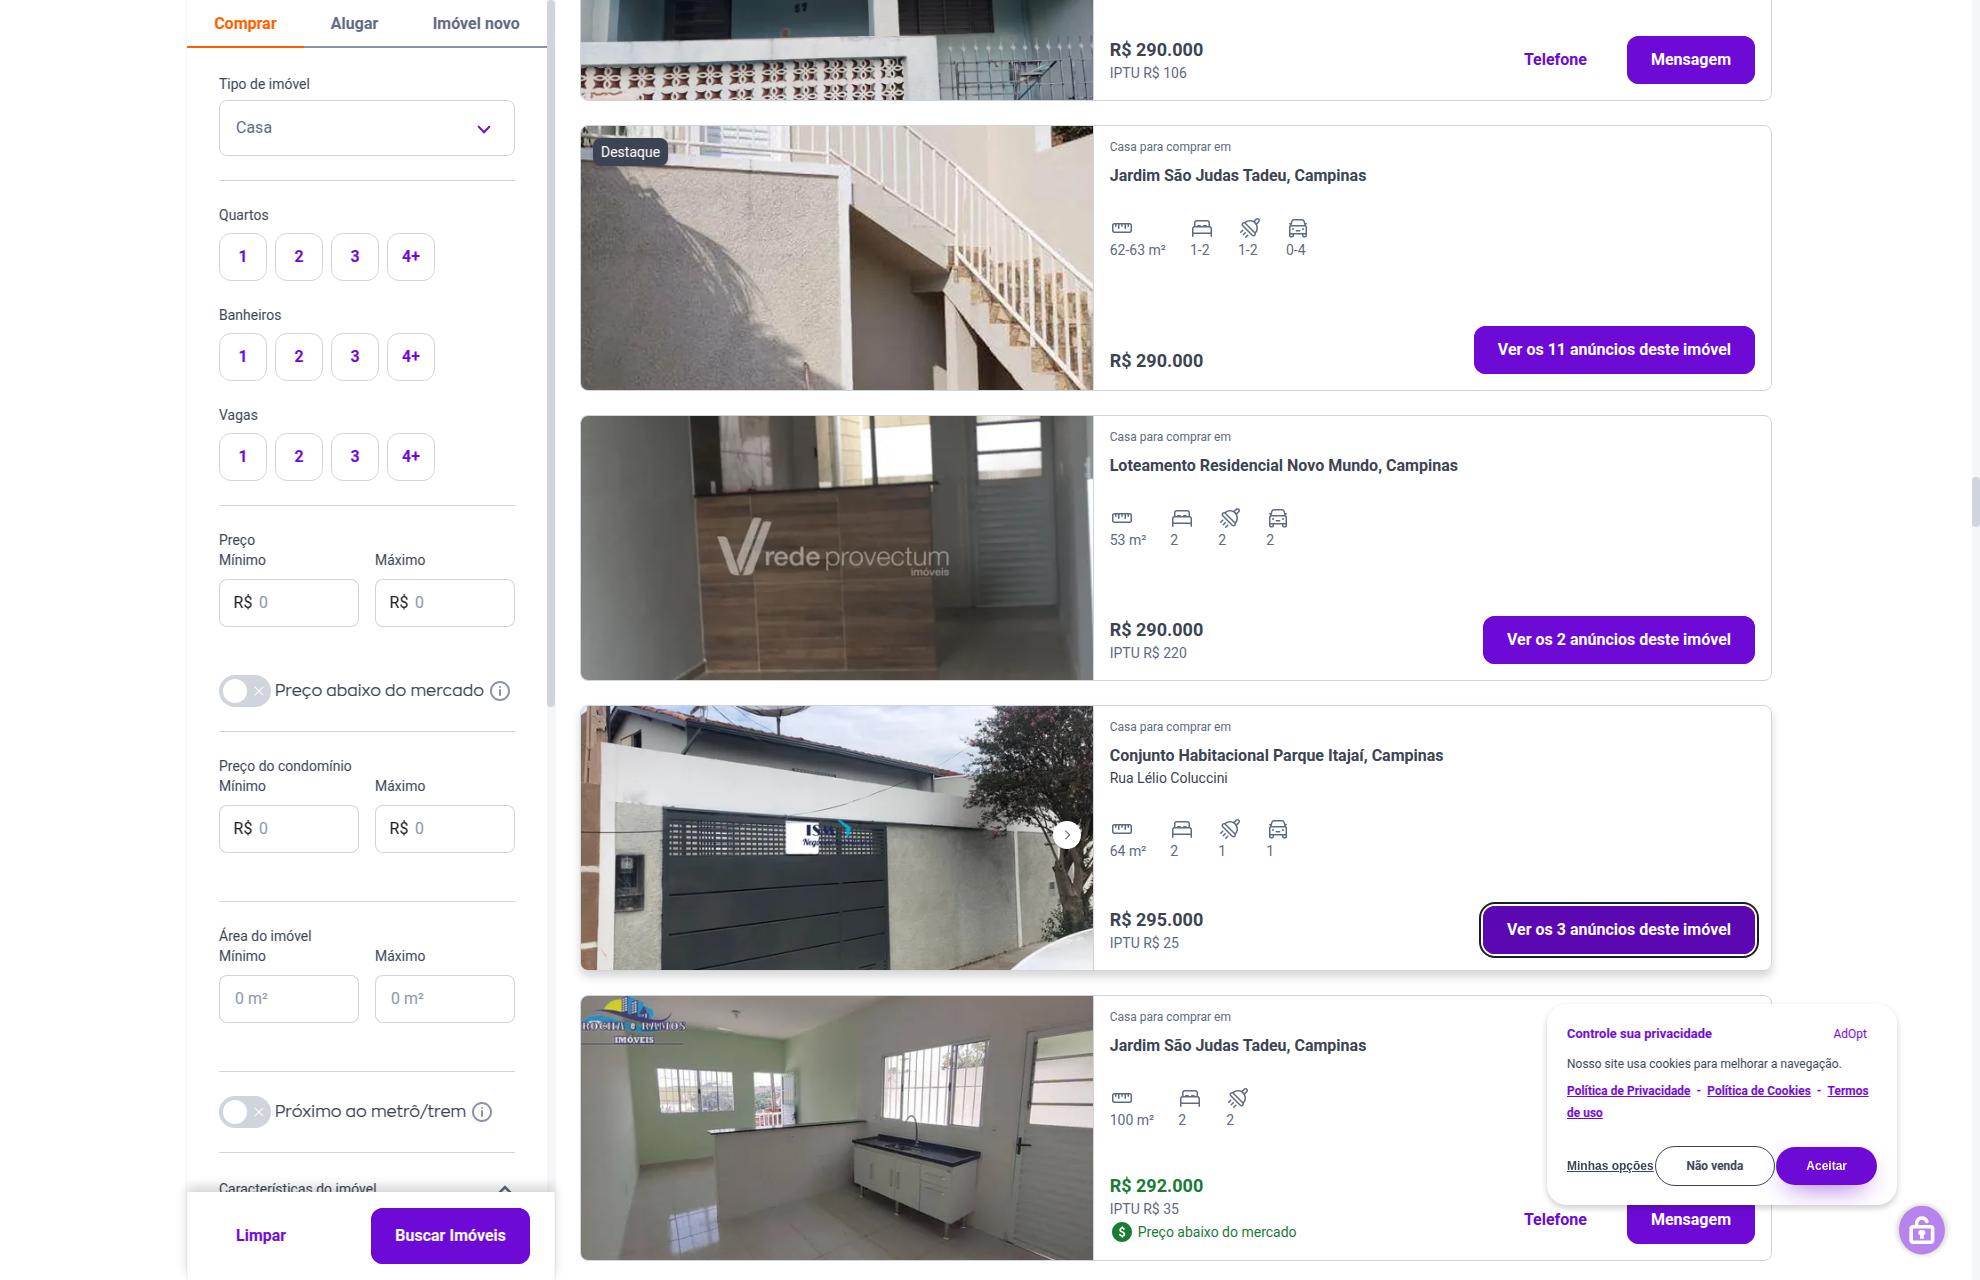 Comprar
Alugar
Imóvel novo
Tipo de imóvel
Casa
Quartos
1
2
3
4+
Banheiros
1
2
3
4+
Vagas
1
2
3
4+
Preço
Mínimo
Máximo
R$ 0
R$ 0
Preço abaixo do mercado
Preço do condomínio
Mínimo
Máximo
R$ 0
R$ 0
Área do imóvel
Mínimo
Máximo
0 m²
0 m²
Próximo ao metrô/trem
Características do imóvel
Limpar
Buscar Imóveis
R$ 290.000
IPTU R$ 106
Telefone
Mensagem
Destaque
Casa para comprar em
Jardim São Judas Tadeu, Campinas
62-63 m²
1-2
1-2
0-4
R$ 290.000
Ver os 11 anúncios deste imóvel
rede provectum
imóveis
Casa para comprar em
Loteamento Residencial Novo Mundo, Campinas
53 m²
2
2
2
R$ 290.000
IPTU R$ 220
Ver os 2 anúncios deste imóvel
Casa para comprar em
Conjunto Habitacional Parque Itajaí, Campinas
Rua Lélio Coluccini
64 m²
2
1
1
R$ 295.000
IPTU R$ 25
Ver os 3 anúncios deste imóvel
ROCHA & RAMOS
IMÓVEIS
Casa para comprar em
Jardim São Judas Tadeu, Campinas
100 m²
2
2
R$ 292.000
IPTU R$ 35
Preço abaixo do mercado
Telefone
Mensagem
Controle sua privacidade
AdOpt
Nosso site usa cookies para melhorar a navegação.
Política de Privacidade - Política de Cookies - Termos
de uso
Minhas opções
Não venda
Aceitar